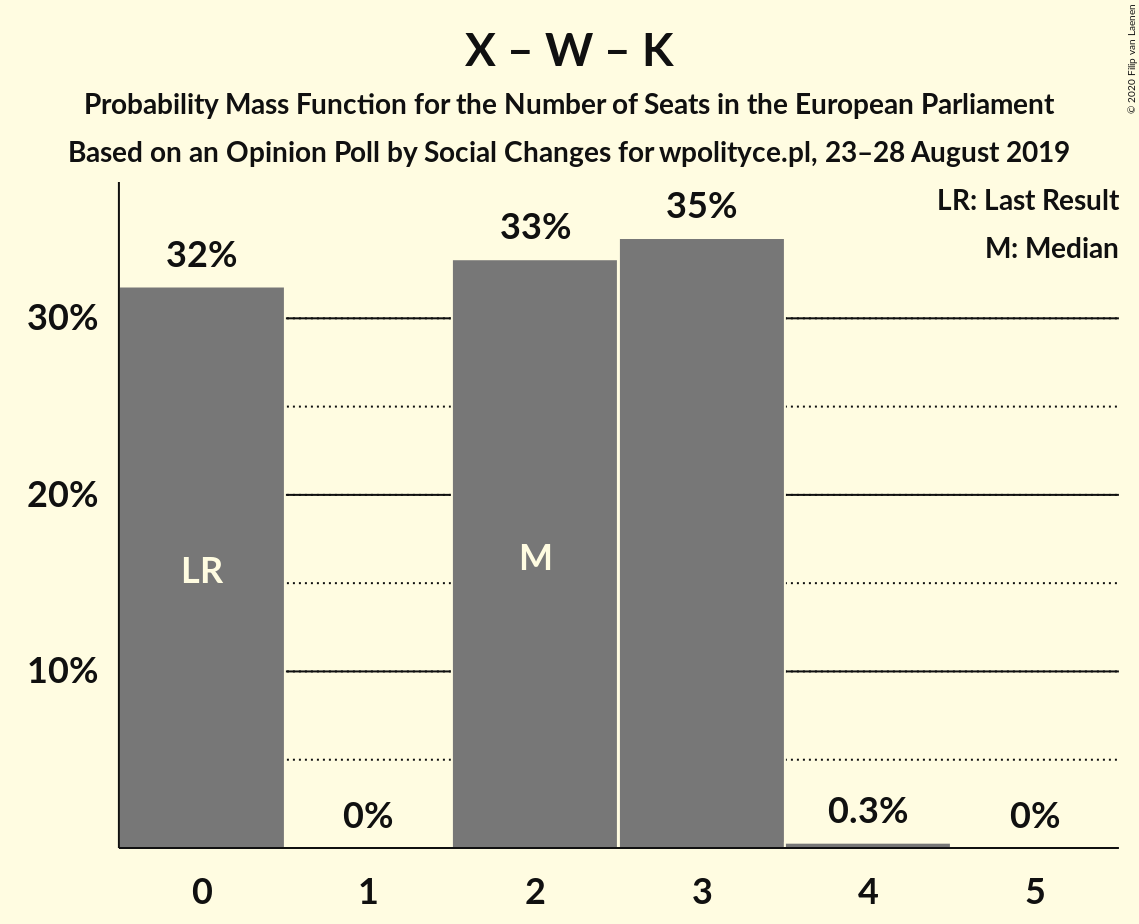 X – W – K
Probability Mass Function for the Number of Seats in the European Parliament
Based on an Opinion Poll by Social Changes for wpolityce.pl, 23–28 August 2019
© 2020 Filip van Laenen
LR: Last Result
M: Median
32%
33%
35%
30%
20%
LR
M
10%
0%
0.3%
0%
0
1
2
3
4
5